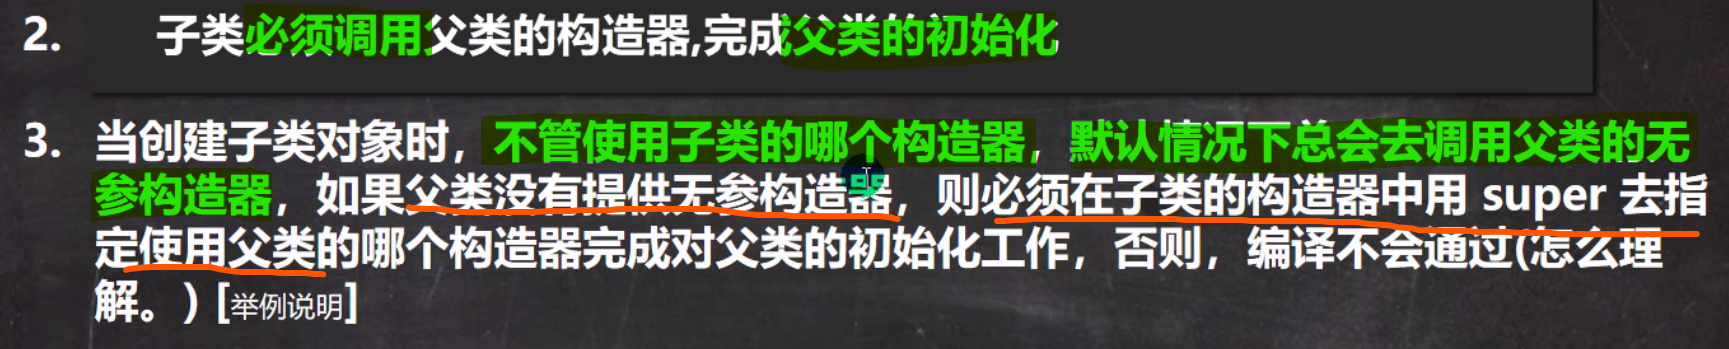 2. 子类必须调用父类的构造器,完成父类的初始化
3. 当创建子类对象时，不管使用子类的哪个构造器，默认情况下总会去调用父类的无
参构造器，如果父类没有提供无参构造器，则必须在子类的构造器中用 super 去指
定使用父类的哪个构造器完成对父类的初始化工作，否则，编译不会通过(怎么理
解。) [举例说明]